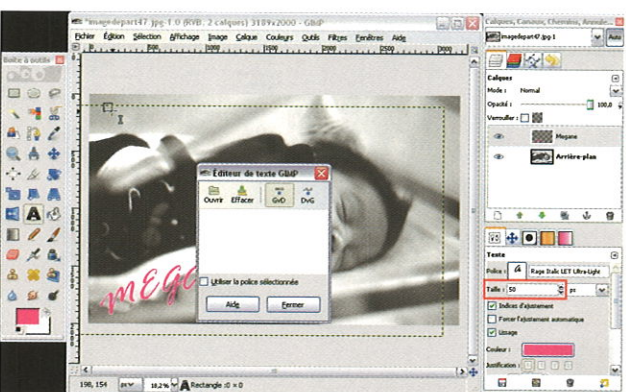 *imagedepart47.jpg-1.0 (RVB, 2 calques) 3189x2000 - GIMP
Fichier Édition Sélection Affichage Image Calque Couleurs Outils Filtres Fenêtres Aide
Boîte à outils
Éditeur de texte GIMP
Ouvrir Effacer GvD DvG
Utiliser la police sélectionnée
Aide Fermer
198, 154 px 18,2% Rectangle :0 × 0
Calques, Canaux, Chemins, Annule...
imagedepart47.jpg-1 Auto
Calques
Mode : Normal
Opacité : 100,0
Verrouiller :
Megane
Arrière-plan
Texte
Police : Rage Italic LET Ultra-Light
Taille : 50 px
Indices d'ajustement
Forcer l'ajustement automatique
Lissage
Couleur :
Justification :